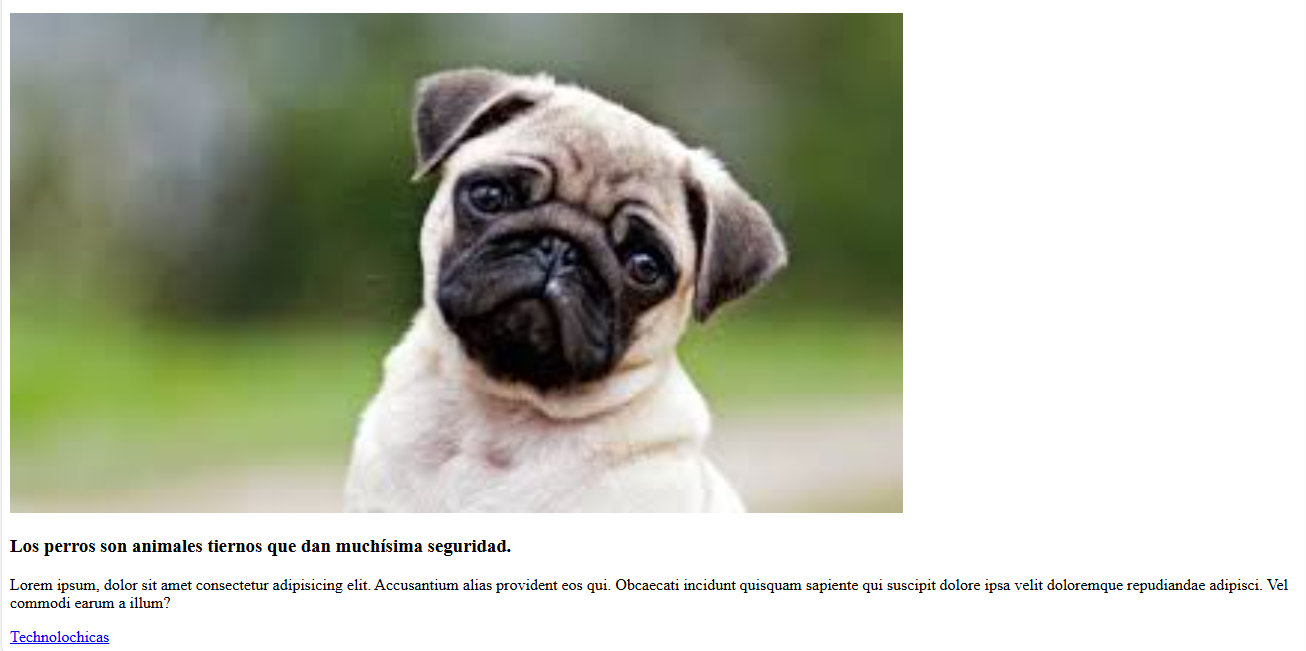 Los perros son animales tiernos que dan muchísima seguridad.
Lorem ipsum, dolor sit amet consectetur adipisicing elit. Accusantium alias provident eos qui. Obcaecati incidunt quisquam sapiente qui suscipit dolore ipsa velit doloremque repudiandae adipisci. Vel
commodi earum a illum?
Technolochicas